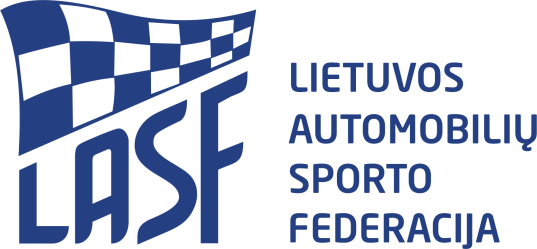 LASF
LIETUVOS
AUTOMOBILIŲ
SPORTO
FEDERACIJA